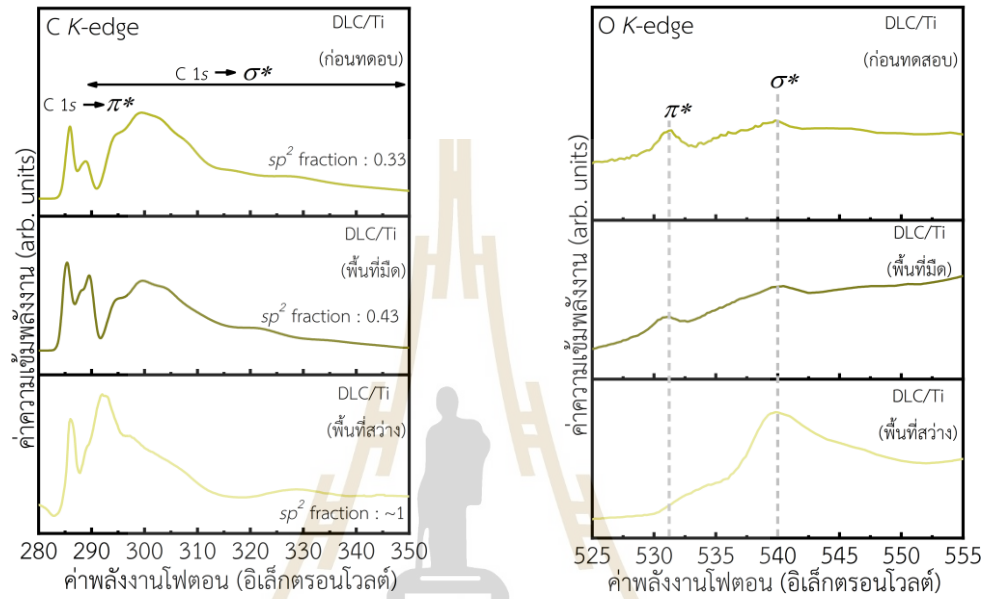 C K-edge
DLC/Ti
(ก่อนทดอบ)
C 1s → σ*
C 1s → π*
sp² fraction : 0.33
DLC/Ti
(พื้นที่มืด)
sp² fraction : 0.43
DLC/Ti
(พื้นที่สว่าง)
sp² fraction : ~1
ค่าความเข้มพลังงาน (arb. units)
280 290 300 310 320 330 340 350
ค่าพลังงานโฟตอน (อิเล็กตรอนโวลต์)
O K-edge
DLC/Ti
(ก่อนทดสอบ)
π*
σ*
DLC/Ti
(พื้นที่มืด)
DLC/Ti
(พื้นที่สว่าง)
ค่าความเข้มพลังงาน (arb. units)
525 530 535 540 545 550 555
ค่าพลังงานโฟตอน (อิเล็กตรอนโวลต์)